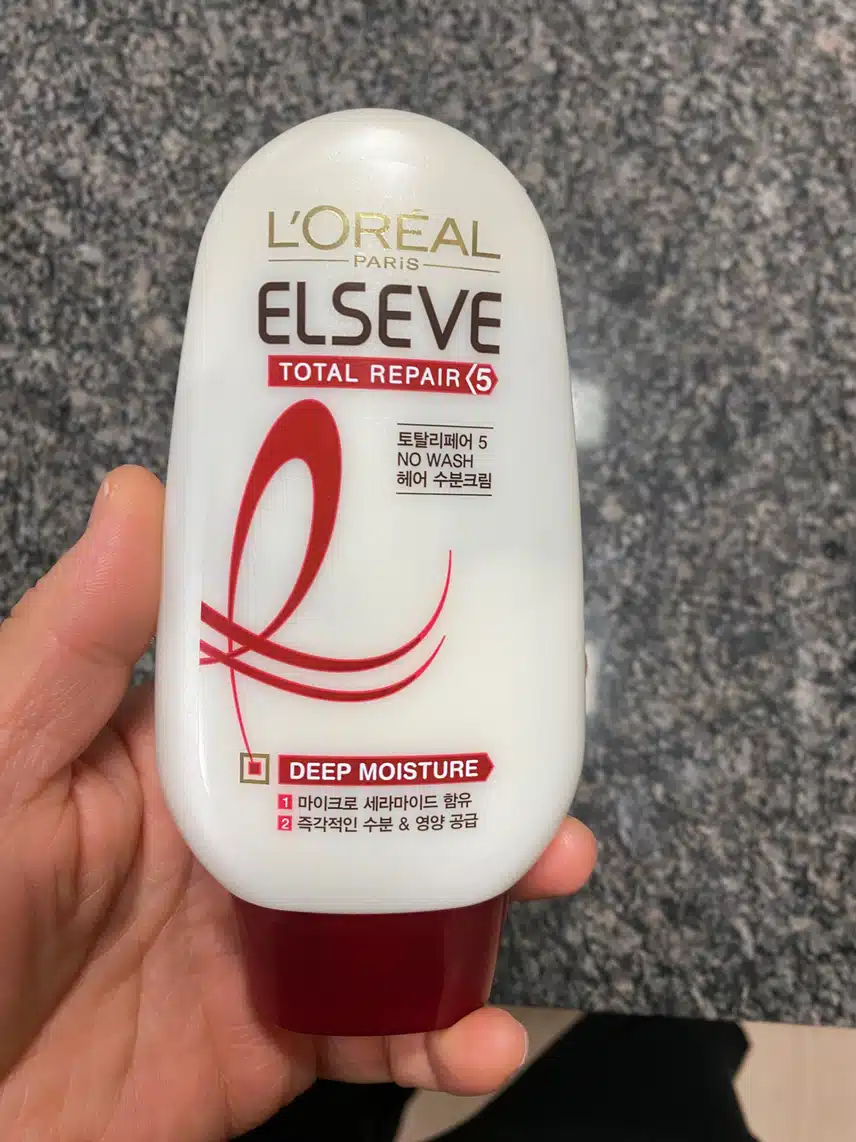 L'ORÉAL
PARIS
ELSEVE
TOTAL REPAIR 5
토탈리페어 5
NO WASH
헤어 수분크림
DEEP MOISTURE
1 마이크로 세라마이드 함유
2 즉각적인 수분 & 영양 공급